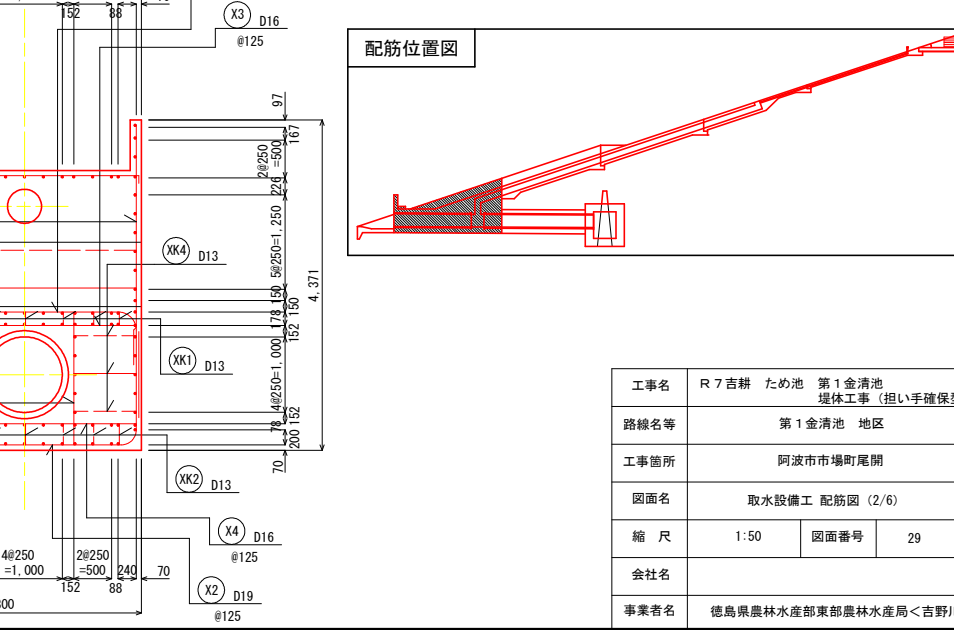 152
88
X3 D16
@125
配筋位置図
97
167
2@250
=500
226
5@250=1,250
4,371
XK4 D13
150
150
178
152
XK1 D13
4@250=1,000
152
78
200
70
XK2 D13
X4 D16
@125
4@250
=1,000
2@250
=500
240
70
152
88
X2 D19
@125
工事名 R7吉耕 ため池 第1金清池
堤体工事（担い手確保
路線名等 第1金清池 地区
工事箇所 阿波市市場町尾開
図面名 取水設備工 配筋図（2/6）
縮 尺 1:50 図面番号 29
会社名
事業者名 徳島県農林水産部東部農林水産局＜吉野